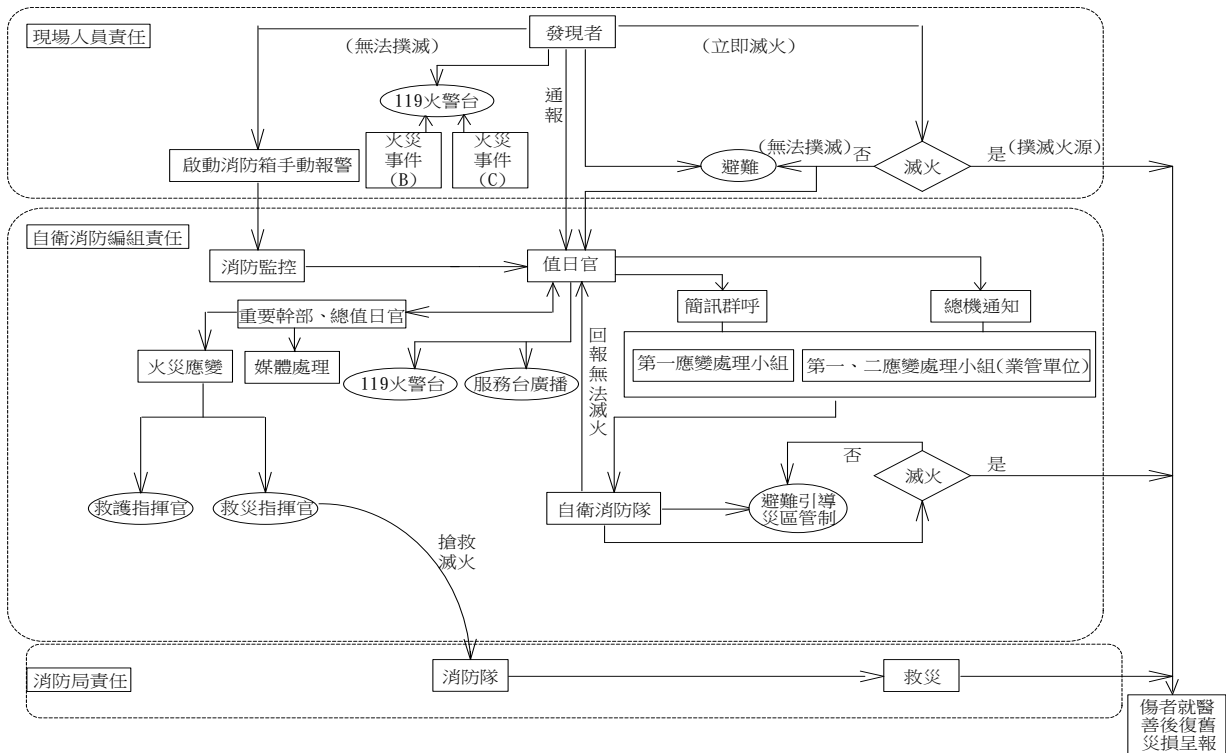 現場人員責任
發現者
(無法撲滅)
(立即滅火)
119火警台
通報
火災
事件
(B)
火災
事件
(C)
啟動消防箱手動報警
避難
(無法撲滅)
否
滅火
是
(撲滅火源)
自衛消防編組責任
消防監控
值日官
簡訊群呼
總機通知
重要幹部、總值日官
火災應變
媒體處理
119火警台
服務台廣播
回報無法滅火
第一應變處理小組
第一、二應變處理小組(業管單位)
救護指揮官
救災指揮官
自衛消防隊
避難引導
災區管制
否
滅火
是
搶救
滅火
消防局責任
消防隊
救災
傷者就醫
善後復舊
災損呈報